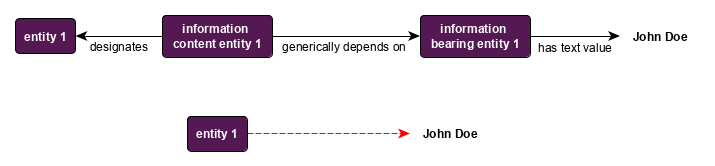 entity 1
designates
information
content entity 1
generically depends on
information
bearing entity 1
has text value
John Doe
entity 1
John Doe